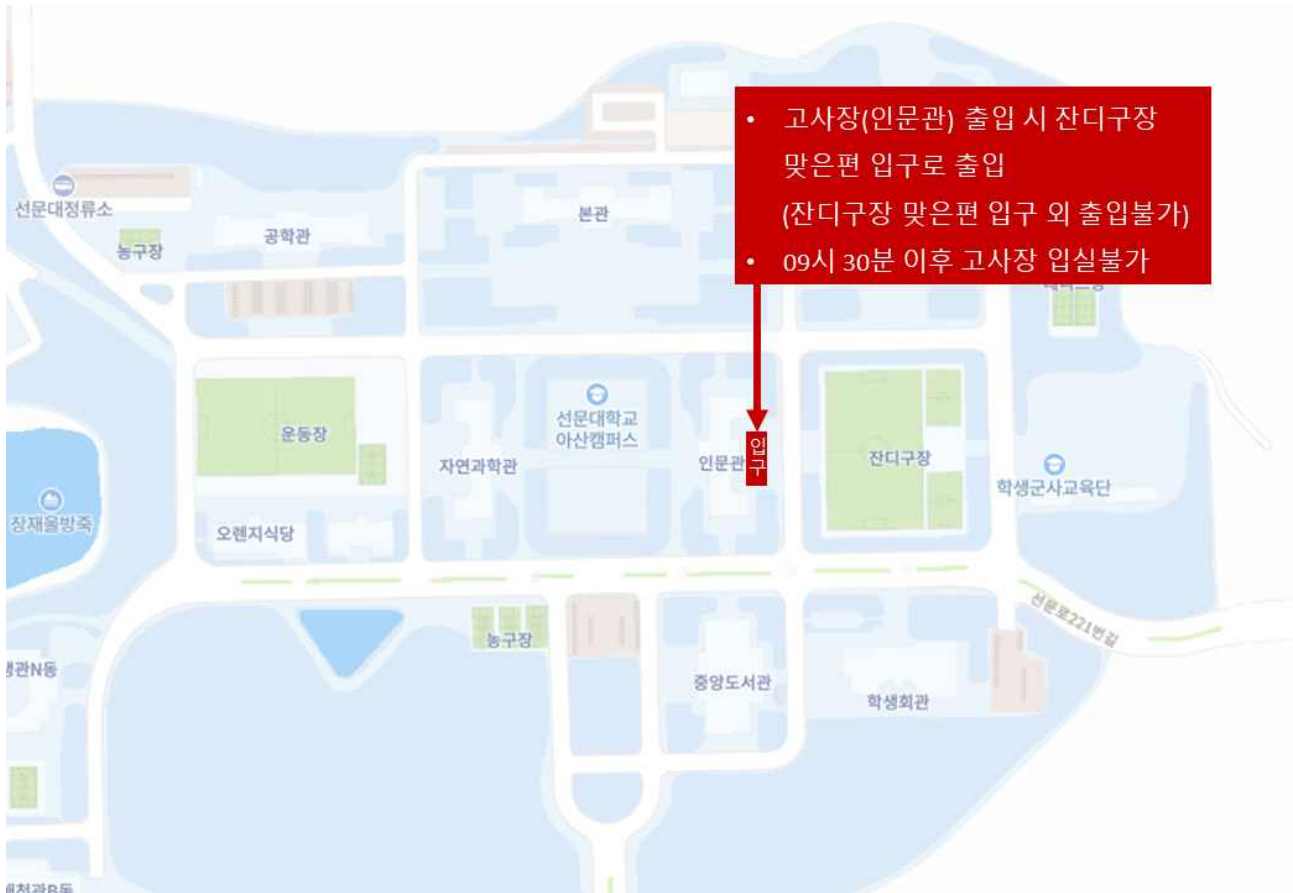 • 고사장(인문관) 출입 시 잔디구장
맞은편 입구로 출입
(잔디구장 맞은편 입구 외 출입불가)
• 09시 30분 이후 고사장 입실불가
선문대정류소
농구장
공학관
본관
운동장
자연과학관
선문대학교
아산캠퍼스
인문관
입구
잔디구장
학생군사교육단
장재울방죽
오렌지식당
농구장
선문로221번길
중앙도서관
학생회관
관N동
관B동